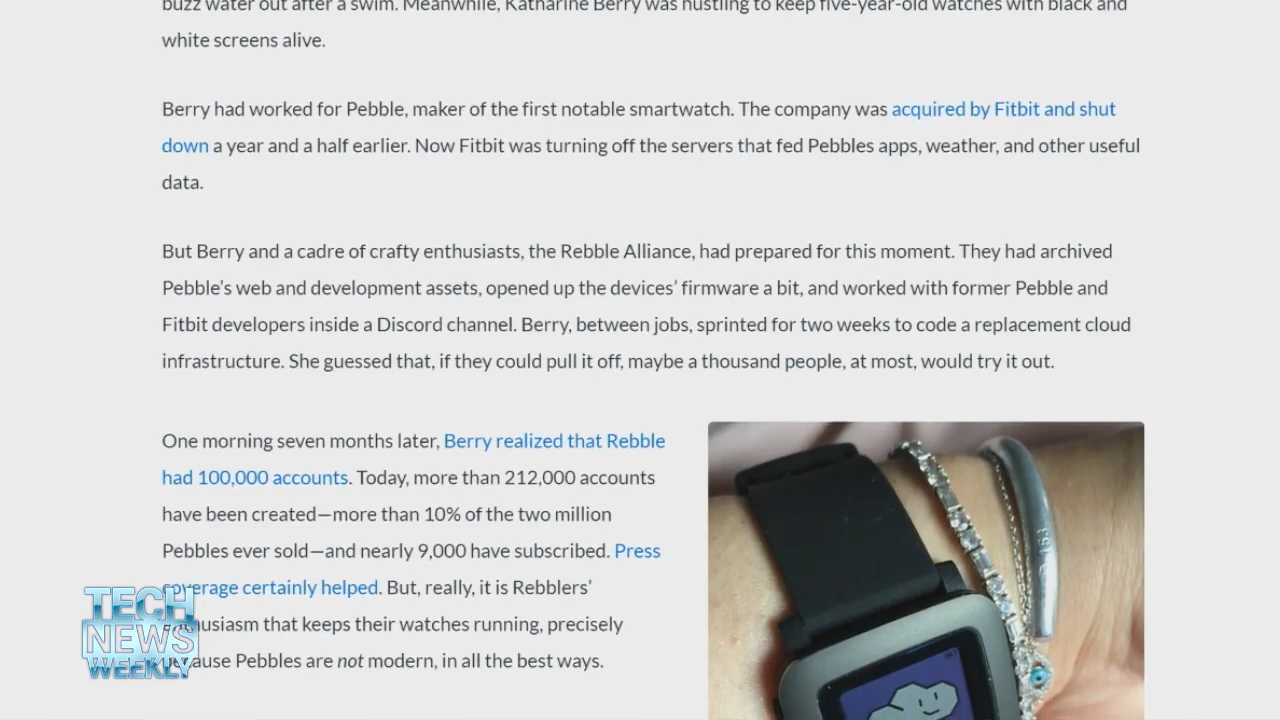 buzz water out after a swim. Meanwhile, Katharine Berry was hustling to keep five-year-old watches with black and
white screens alive.
Berry had worked for Pebble, maker of the first notable smartwatch. The company was acquired by Fitbit and shut
down a year and a half earlier. Now Fitbit was turning off the servers that fed Pebbles apps, weather, and other useful
data.
But Berry and a cadre of crafty enthusiasts, the Rebble Alliance, had prepared for this moment. They had archived
Pebble’s web and development assets, opened up the devices’ firmware a bit, and worked with former Pebble and
Fitbit developers inside a Discord channel. Berry, between jobs, sprinted for two weeks to code a replacement cloud
infrastructure. She guessed that, if they could pull it off, maybe a thousand people, at most, would try it out.
One morning seven months later, Berry realized that Rebble
had 100,000 accounts. Today, more than 212,000 accounts
have been created—more than 10% of the two million
Pebbles ever sold—and nearly 9,000 have subscribed. Press
coverage certainly helped. But, really, it is Rebblers’
enthusiasm that keeps their watches running, precisely
because Pebbles are not modern, in all the best ways.
TECH
NEWS
WEEKLY